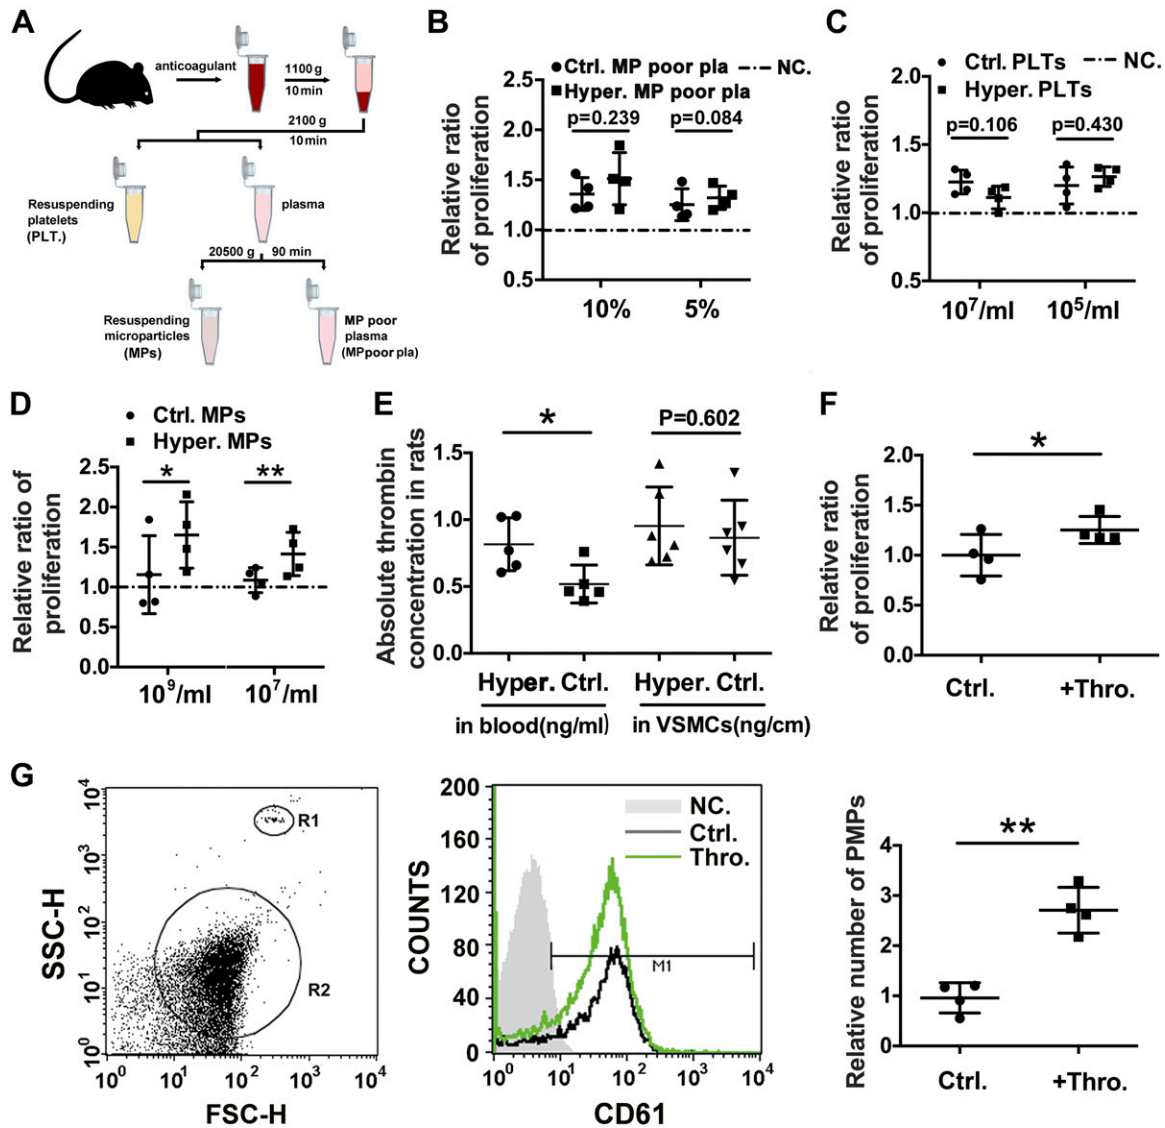 A
anticoagulant
1100 g
10 min
2100 g
10 min
Resuspending
platelets
(PLT.)
plasma
20500 g 90 min
Resuspending
microparticles
(MPs)
MP poor
plasma
(MP poor pla)
B
Ctrl. MP poor pla NC.
Hyper. MP poor pla
Relative ratio
of proliferation
2.5
2.0
1.5
1.0
0.5
p=0.239 p=0.084
10% 5%
C
Ctrl. PLTs NC.
Hyper. PLTs
Relative ratio
of proliferation
2.0
1.5
1.0
0.5
p=0.106 p=0.430
10⁷/ml 10⁵/ml
D
Ctrl. MPs
Hyper. MPs
Relative ratio of
proliferation
2.5
2.0
1.5
1.0
0.5
0.0
* **
10⁹/ml 10⁷/ml
E
Absolute thrombin
concentration in rats
1.5
1.0
0.5
0.0
* P=0.602
Hyper. Ctrl. Hyper. Ctrl.
in blood(ng/ml) in VSMCs(ng/cm)
F
Relative ratio
of proliferation
2.0
1.5
1.0
0.5
0.0
*
Ctrl. +Thro.
G
SSC-H
10⁴
10³
10²
10¹
10⁰
R1
R2
10⁰ 10¹ 10² 10³ 10⁴
FSC-H
COUNTS
200
160
120
80
40
0
NC.
Ctrl.
Thro.
M1
10⁰ 10¹ 10² 10³ 10⁴
CD61
Relative number of PMPs
4
3
2
1
0
**
Ctrl. +Thro.